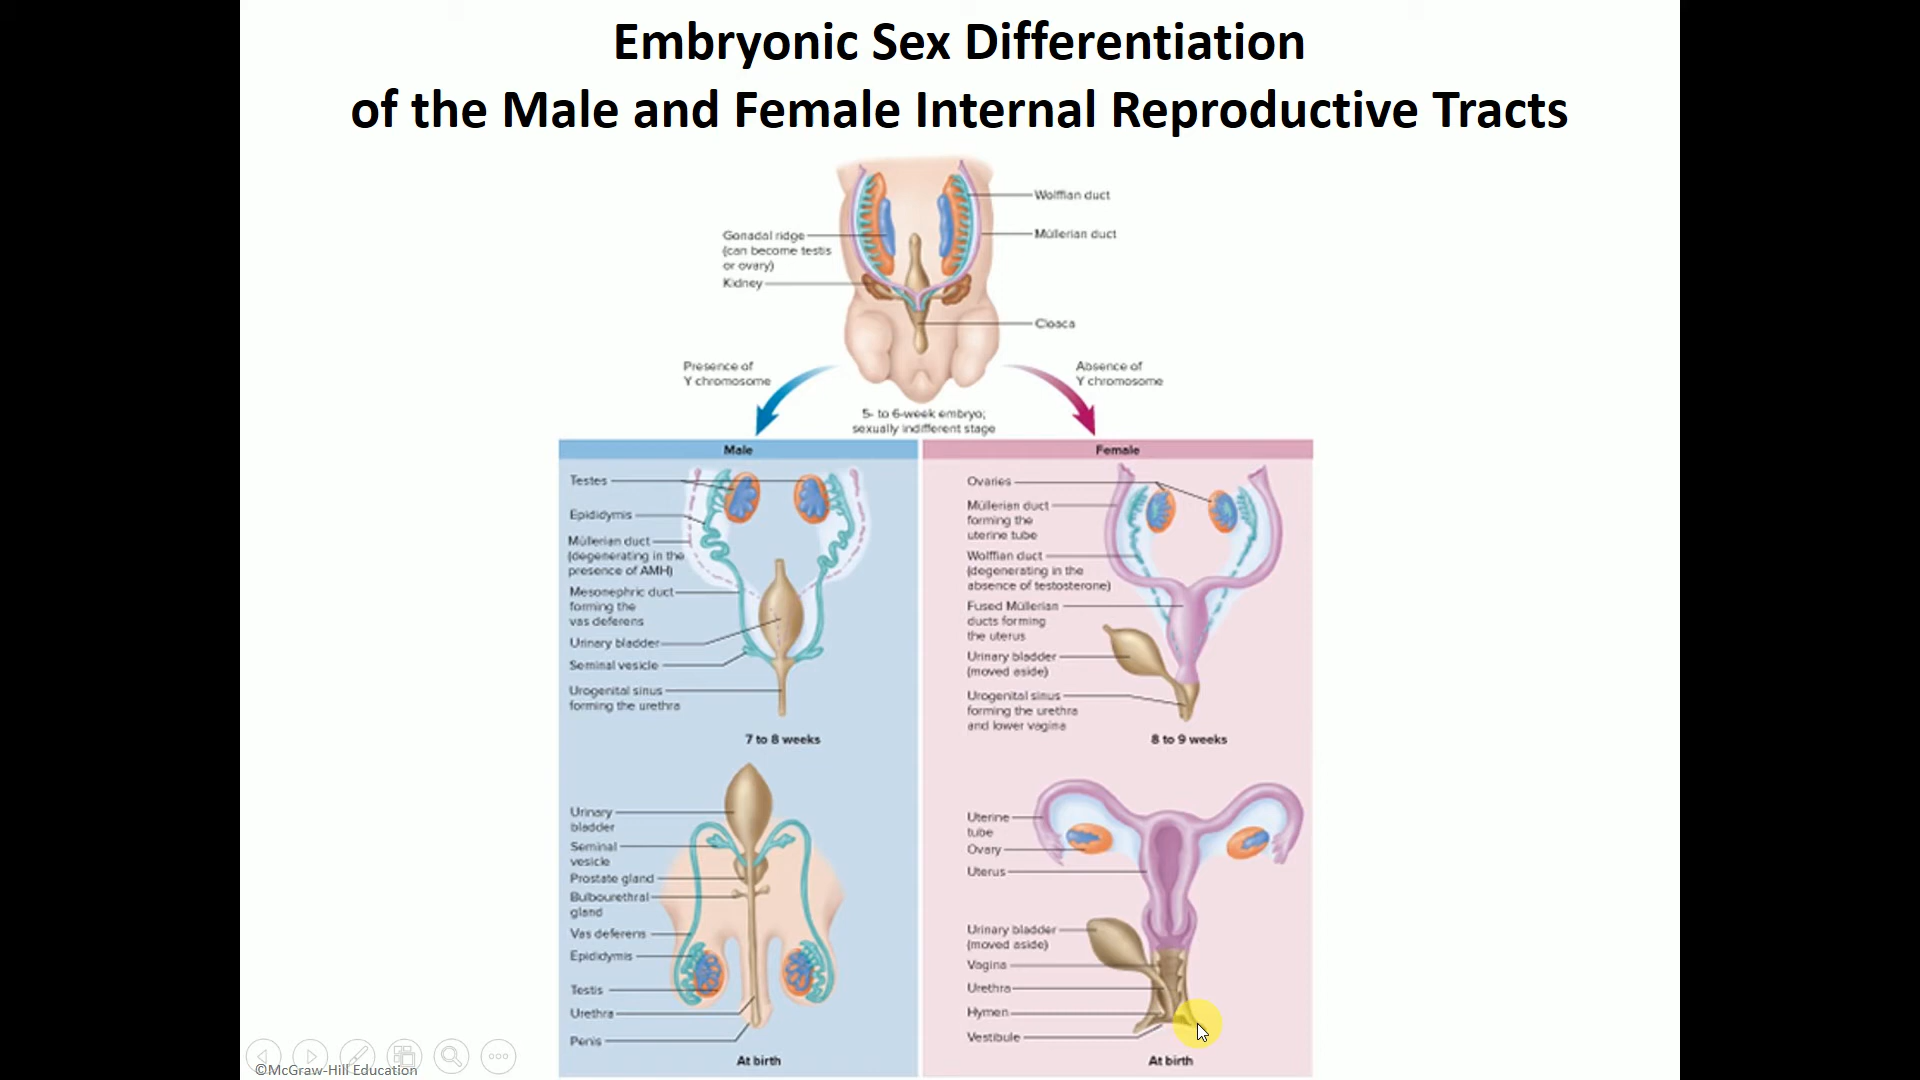 Embryonic Sex Differentiation
of the Male and Female Internal Reproductive Tracts
Wolffian duct
Gonadal ridge
(can become testis
or ovary)
Müllerian duct
Kidney
Cloaca
Presence of
Y chromosome
Absence of
Y chromosome
5- to 6-week embryo;
sexually indifferent stage
Male
Testes
Epididymis
Müllerian duct
(degenerating in the
presence of AMH)
Mesonephric duct
forming the
vas deferens
Urinary bladder
Seminal vesicle
Urogenital sinus
forming the urethra
7 to 8 weeks
Urinary
bladder
Seminal
vesicle
Prostate gland
Bulbourethral
gland
Vas deferens
Epididymis
Testis
Urethra
Penis
At birth
Female
Ovaries
Müllerian duct
forming the
uterine tube
Wolffian duct
(degenerating in the
absence of testosterone)
Fused Müllerian
ducts forming
the uterus
Urinary bladder
(moved aside)
Urogenital sinus
forming the urethra
and lower vagina
8 to 9 weeks
Uterine
tube
Ovary
Uterus
Urinary bladder
(moved aside)
Vagina
Urethra
Hymen
Vestibule
At birth
©McGraw-Hill Education